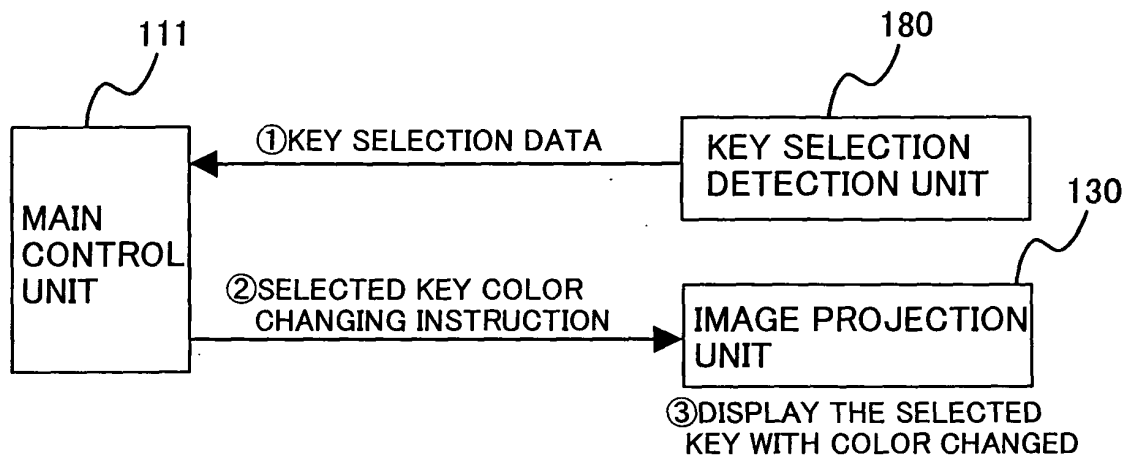 111
180
①KEY SELECTION DATA
KEY SELECTION
DETECTION UNIT
130
MAIN
CONTROL
UNIT
②SELECTED KEY COLOR
CHANGING INSTRUCTION
IMAGE PROJECTION
UNIT
③DISPLAY THE SELECTED
KEY WITH COLOR CHANGED